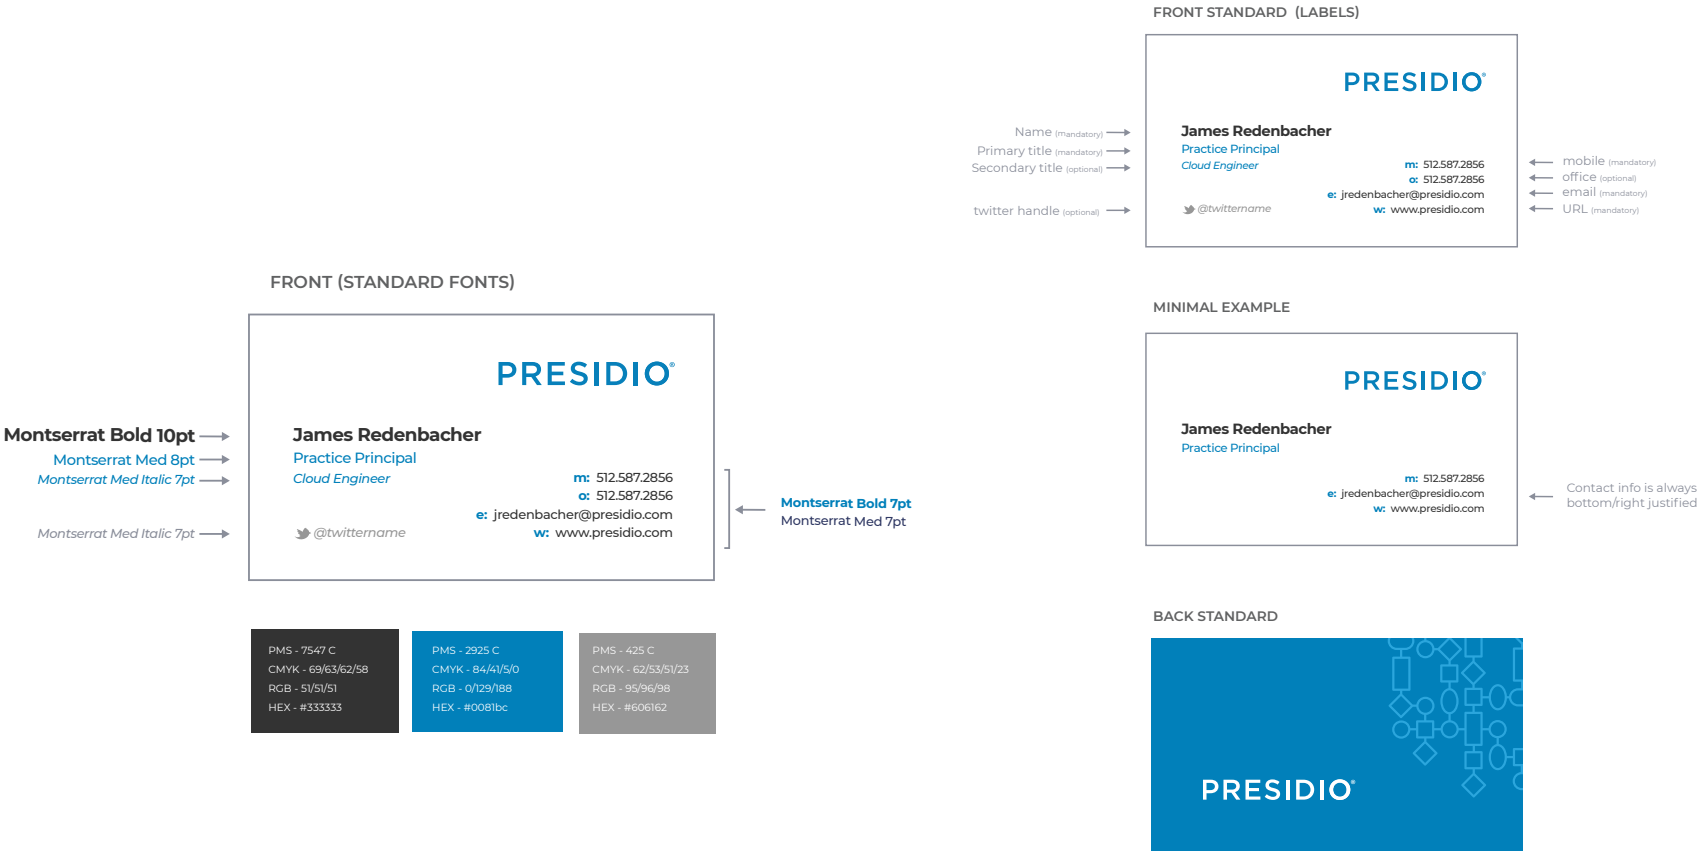 FRONT STANDARD (LABELS)
PRESIDIO®
Name (mandatory)
Primary title (mandatory)
Secondary title (optional)
twitter handle (optional)
James Redenbacher
Practice Principal
Cloud Engineer
@twittername
m: 512.587.2856
o: 512.587.2856
e: jredenbacher@presidio.com
w: www.presidio.com
mobile (mandatory)
office (optional)
email (mandatory)
URL (mandatory)
FRONT (STANDARD FONTS)
PRESIDIO®
Montserrat Bold 10pt
Montserrat Med 8pt
Montserrat Med Italic 7pt
Montserrat Med Italic 7pt
James Redenbacher
Practice Principal
Cloud Engineer
@twittername
m: 512.587.2856
o: 512.587.2856
e: jredenbacher@presidio.com
w: www.presidio.com
Montserrat Bold 7pt
Montserrat Med 7pt
PMS - 7547 C
CMYK - 69/63/62/58
RGB - 51/51/51
HEX - #333333
PMS - 2925 C
CMYK - 84/41/5/0
RGB - 0/129/188
HEX - #0081bc
PMS - 425 C
CMYK - 62/53/51/23
RGB - 95/96/98
HEX - #606162
MINIMAL EXAMPLE
PRESIDIO®
James Redenbacher
Practice Principal
m: 512.587.2856
e: jredenbacher@presidio.com
w: www.presidio.com
Contact info is always
bottom/right justified
BACK STANDARD
PRESIDIO®